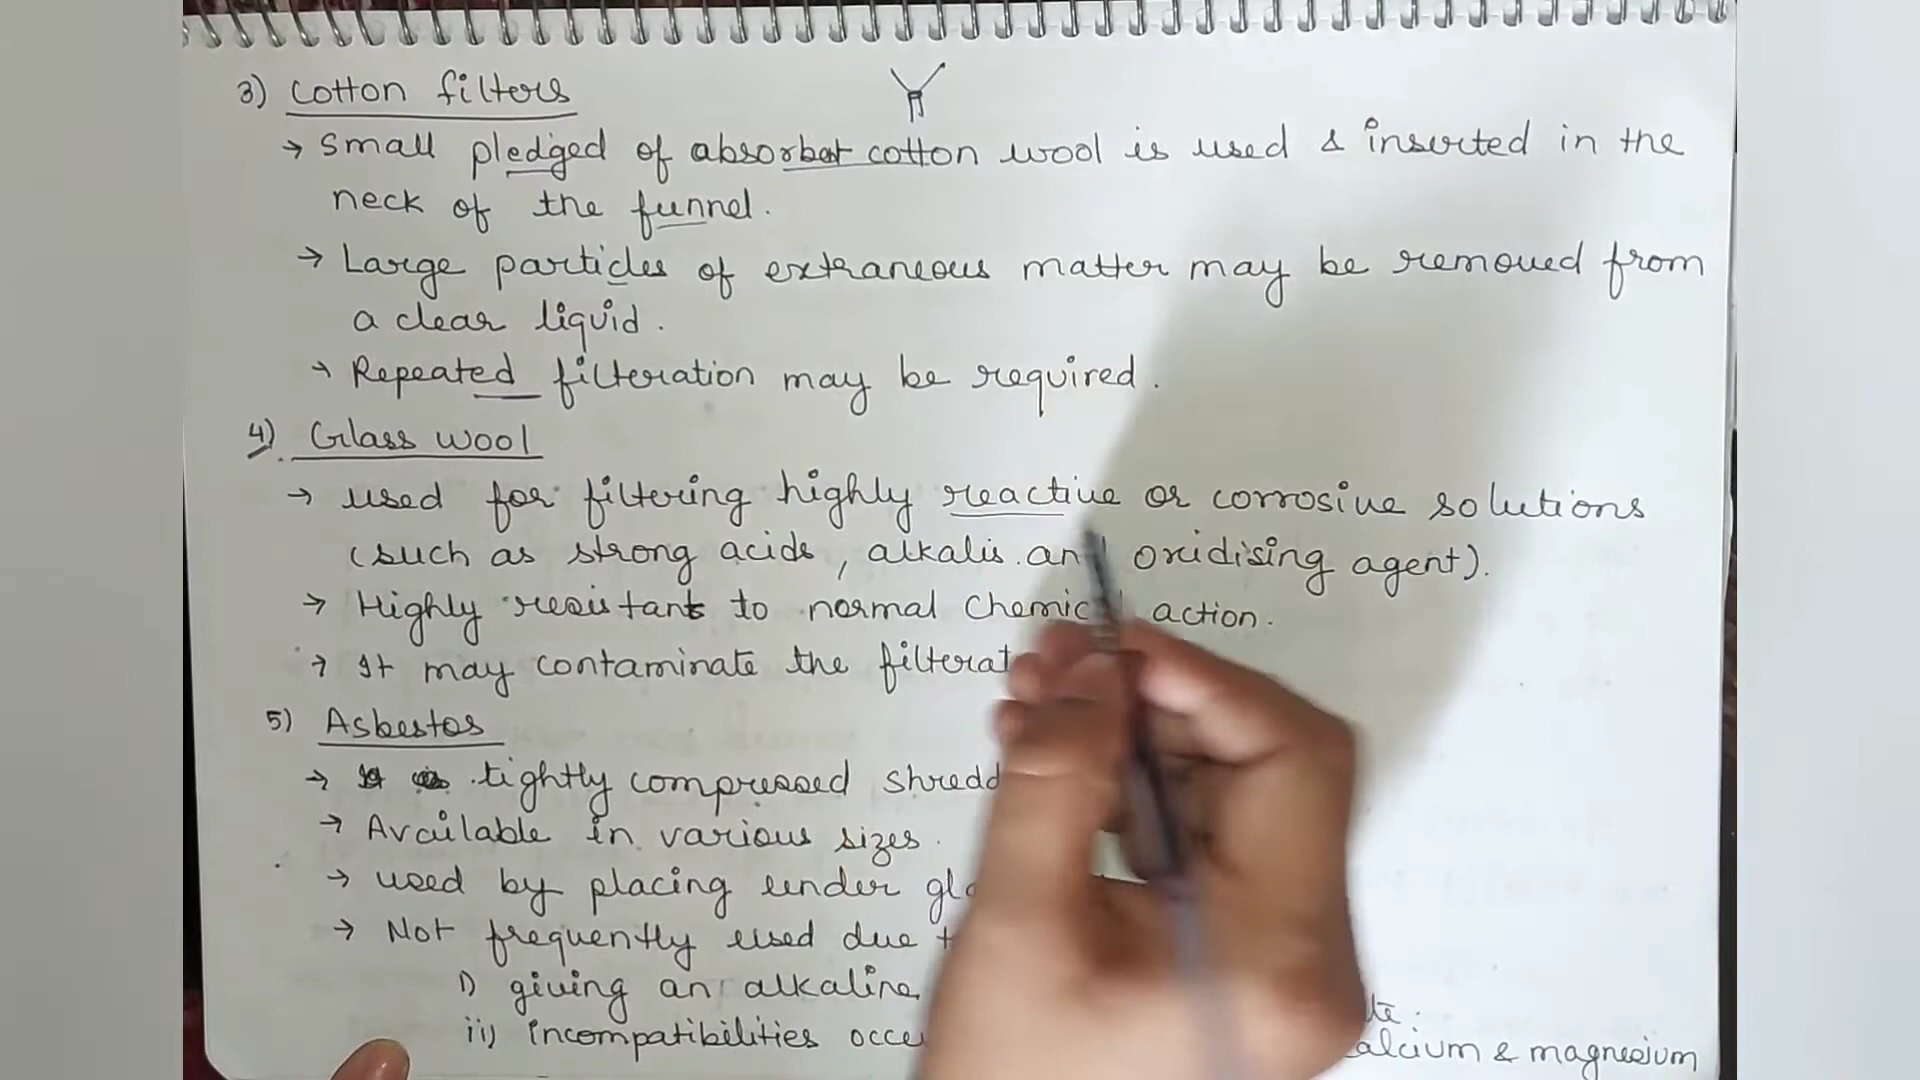 3) Cotton filters
→ Small pledged of absorbat cotton wool is used & inserted in the
neck of the funnel.
→ Large particles of extraneous matter may be removed from
a clear liquid.
→ Repeated filteration may be required.
4) Glass wool
→ used for filtering highly reactive or corrosive solutions
(such as strong acids, alkalis and oxidising agent).
→ Highly resistant to normal chemical action.
→ It may contaminate the filterat
5) Asbestos
→ tightly compressed shredd
→ Available in various sizes.
→ used by placing under
→ Not frequently used due
i) giving an alkaline
ii) incompatibilities
calcium & magnesium